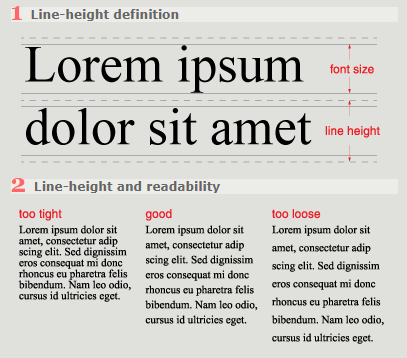 1 Line-height definition
Lorem ipsum
font size
dolor sit amet
line height
2 Line-height and readability
too tight
Lorem ipsum dolor sit
amet, consectetur adip
scing elit. Sed dignissim
eros consequat mi donc
rhoncus eu pharetra felis
bibendum. Nam leo odio,
cursus id ultricies eget.
good
Lorem ipsum dolor sit
amet, consectetur adip
scing elit. Sed dignissim
eros consequat mi donc
rhoncus eu pharetra felis
bibendum. Nam leo odio,
cursus id ultricies eget.
too loose
Lorem ipsum dolor sit
amet, consectetur adip
scing elit. Sed dignissim
eros consequat mi donc
rhoncus eu pharetra felis
bibendum. Nam leo odio,
cursus id ultricies eget.